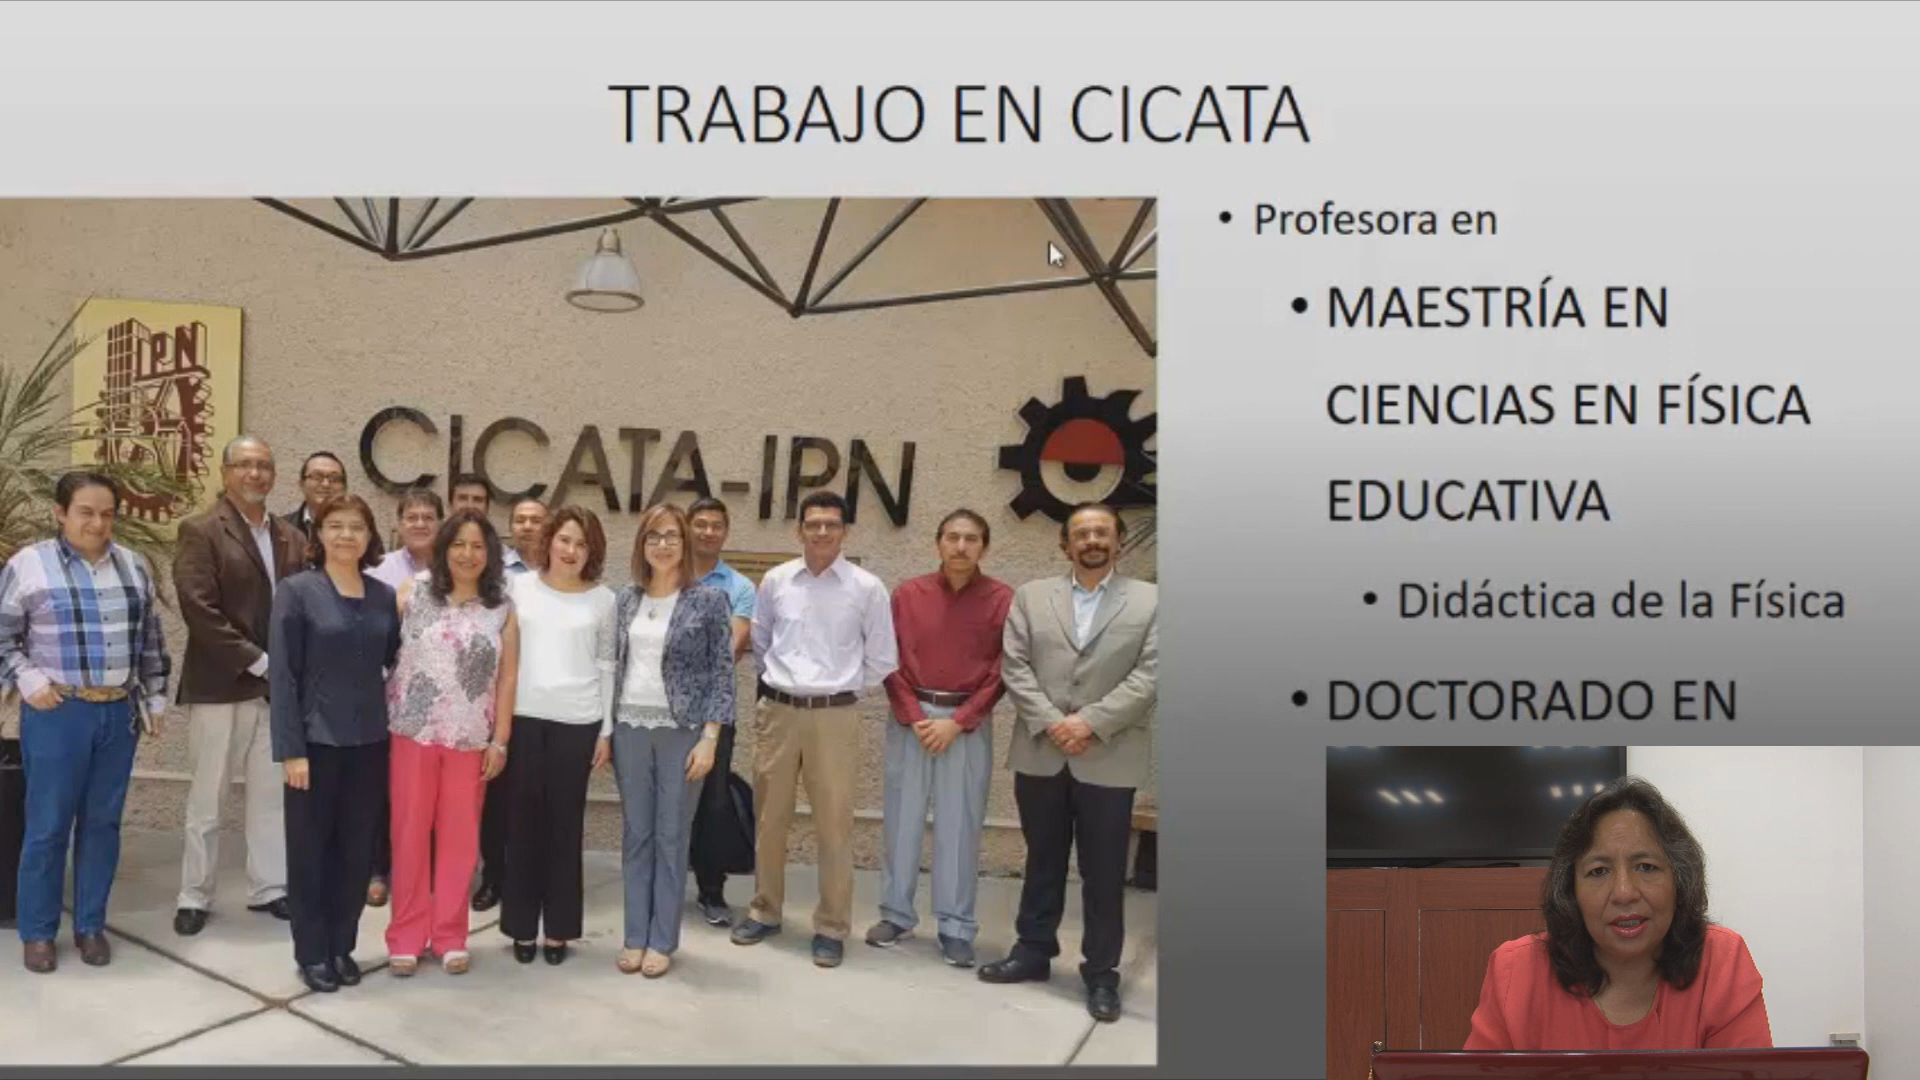 TRABAJO EN CICATA
• Profesora en
• MAESTRÍA EN
CIENCIAS EN FÍSICA
EDUCATIVA
• Didáctica de la Física
• DOCTORADO EN
IPN
CICATA-IPN